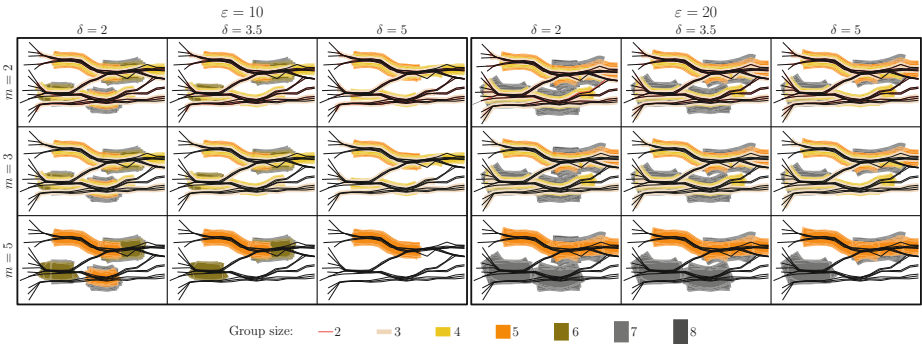 ε = 10 ε = 20
δ = 2 δ = 3.5 δ = 5 δ = 2 δ = 3.5 δ = 5
m = 2
m = 3
m = 5
Group size: 2 3 4 5 6 7 8